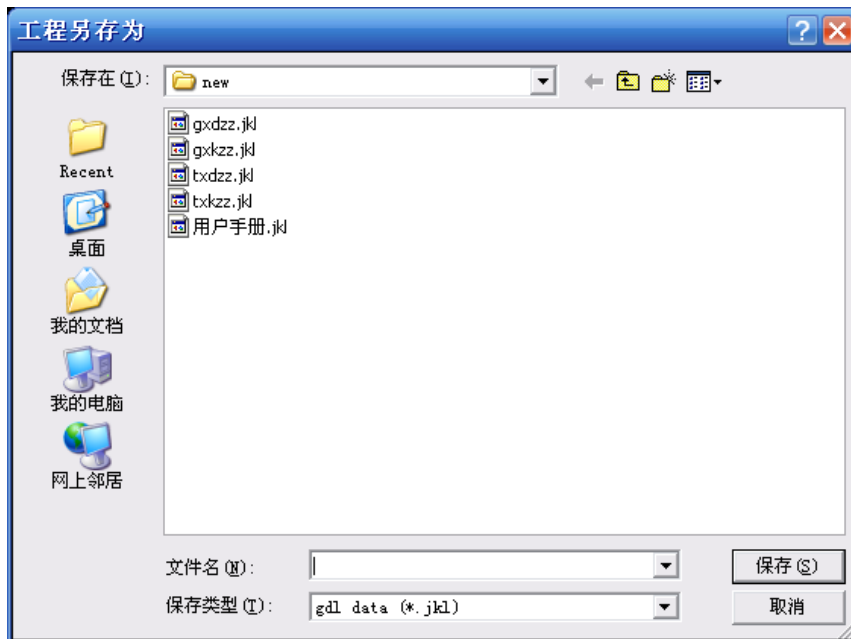 工程另存为
保存在(I):
new
gxdzz.jkl
gxkzz.jkl
txdzz.jkl
txkzz.jkl
用户手册.jkl
Recent
桌面
我的文档
我的电脑
网上邻居
文件名(N):
保存(S)
保存类型(T):
gdl data (*.jkl)
取消